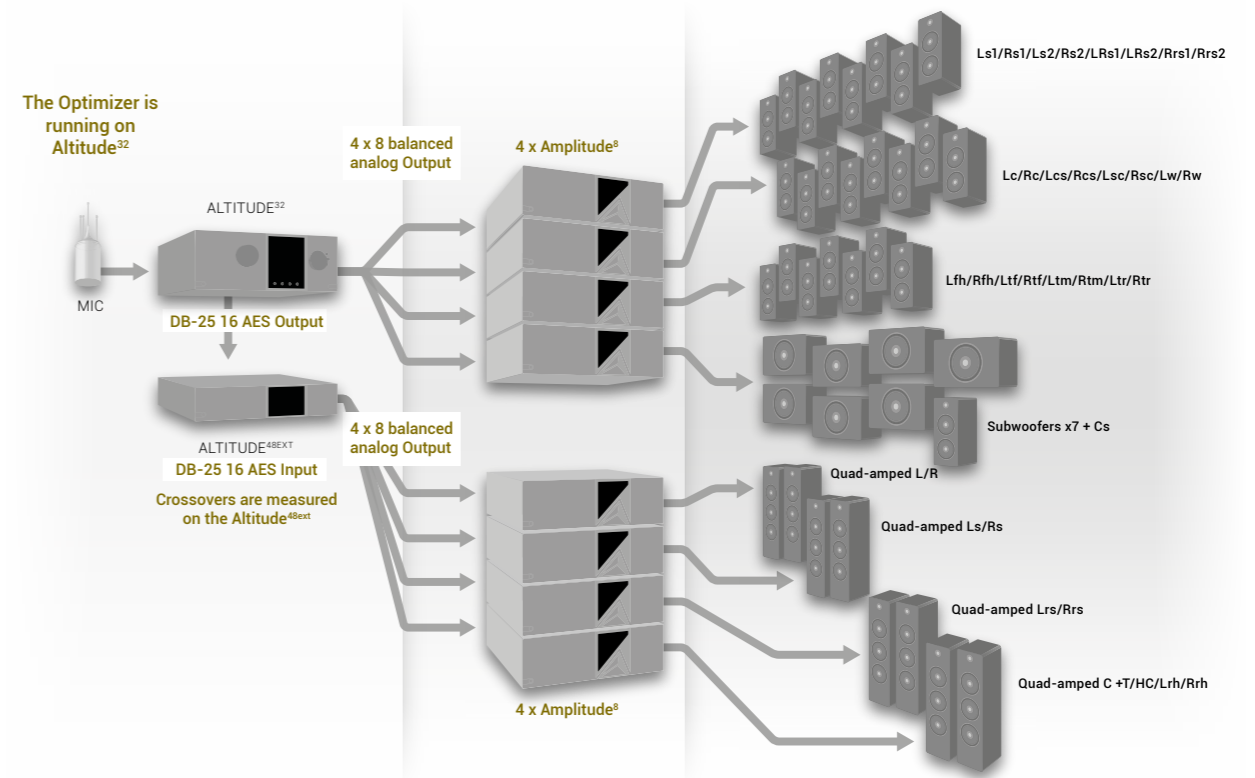 The Optimizer is
running on
Altitude³²
MIC
ALTITUDE³²
DB-25 16 AES Output
ALTITUDE⁴⁸ᴱˣᵀ
DB-25 16 AES Input
Crossovers are measured
on the Altitude⁴⁸ᵉˣᵗ
4 x 8 balanced
analog Output
4 x 8 balanced
analog Output
4 x Amplitude⁸
4 x Amplitude⁸
Ls1/Rs1/Ls2/Rs2/LRs1/LRs2/Rrs1/Rrs2
Lc/Rc/Lcs/Rcs/Lsc/Rsc/Lw/Rw
Lfh/Rfh/Ltf/Rtf/Ltm/Rtm/Ltr/Rtr
Subwoofers x7 + Cs
Quad-amped L/R
Quad-amped Ls/Rs
Quad-amped Lrs/Rrs
Quad-amped C +T/HC/Lrh/Rrh